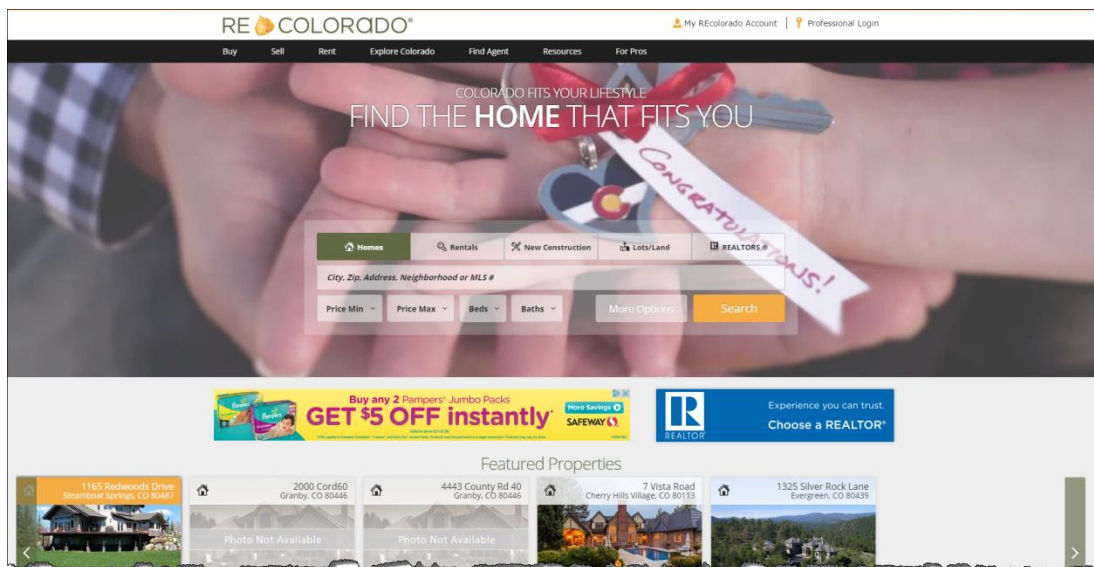 RE COLORADO®
My REcolorado Account | Professional Login
Buy Sell Rent Explore Colorado Find Agent Resources For Pros
COLORADO FITS YOUR LIFESTYLE
FIND THE HOME THAT FITS YOU
CONGRATULATIONS!
Homes Rentals New Construction Lots/Land REALTORS ®
City, Zip, Address, Neighborhood or MLS #
Price Min Price Max Beds Baths More Options Search
Pampers
Pampers
Buy any 2 Pampers® Jumbo Packs
GET $5 OFF instantly*
More Savings
SAFEWAY
R
REALTOR®
Experience you can trust.
Choose a REALTOR®
Featured Properties
1165 Redwoods Drive
Steamboat Springs, CO 80487
2000 Cord60
Granby, CO 80446
Photo Not Available
4443 County Rd 40
Granby, CO 80446
Photo Not Available
7 Vista Road
Cherry Hills Village, CO 80113
1325 Silver Rock Lane
Evergreen, CO 80439